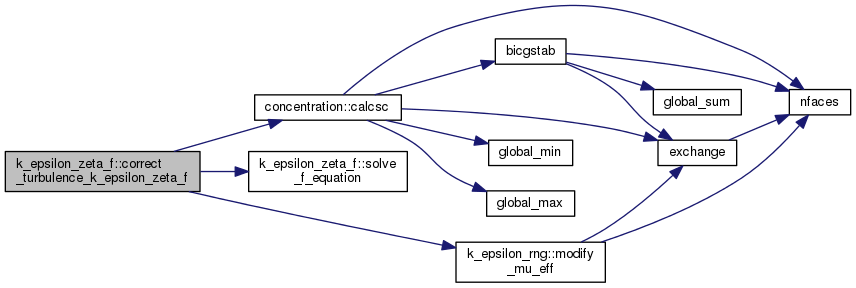 k_epsilon_zeta_f::correct
_turbulence_k_epsilon_zeta_f
concentration::calcsc
k_epsilon_zeta_f::solve
_f_equation
bicgstab
global_min
global_max
k_epsilon_rng::modify
_mu_eff
global_sum
exchange
nfaces